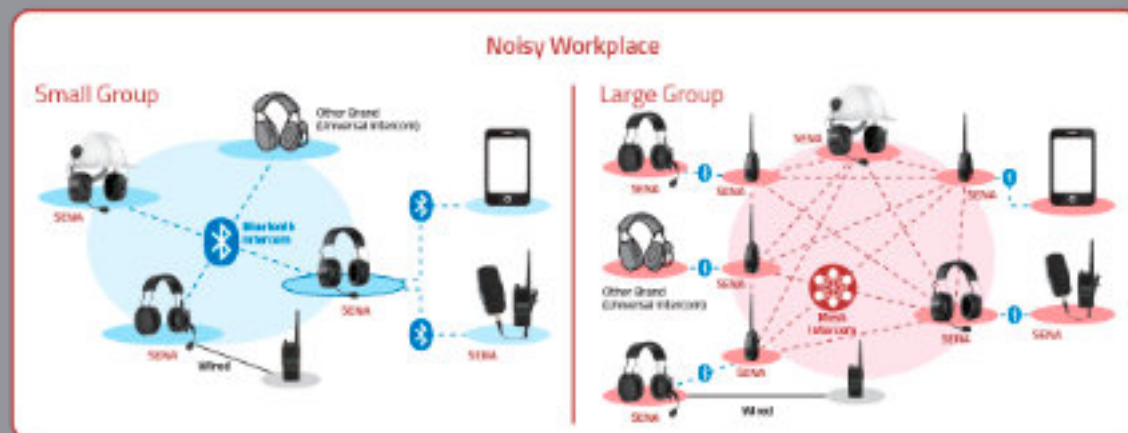 Noisy Workplace
Small Group
Other Brand
(Universal Intercom)
SENA
Bluetooth
Intercom
SENA
SENA
SENA
Wired
Large Group
SENA
SENA
SENA
SENA
SENA
Other Brand
(Universal Intercom)
Mesh
Intercom
SENA
SENA
SENA
SENA
Wired